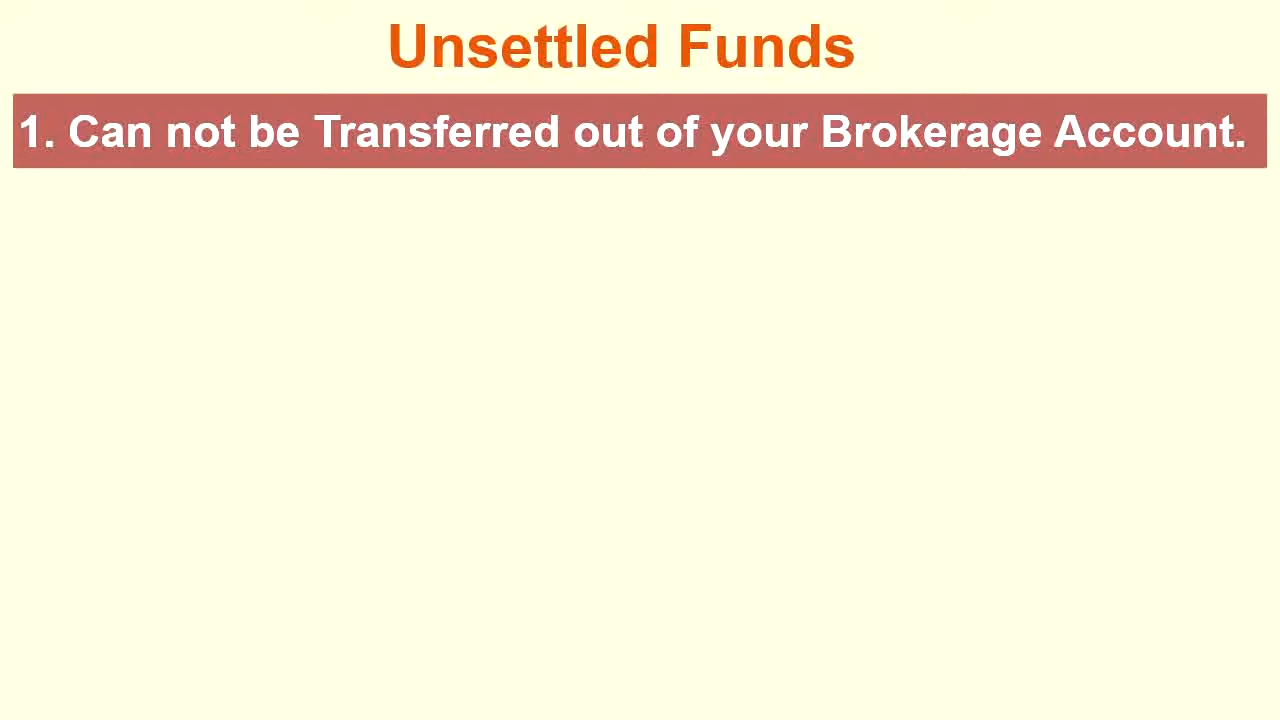 Unsettled Funds
1. Can not be Transferred out of your Brokerage Account.